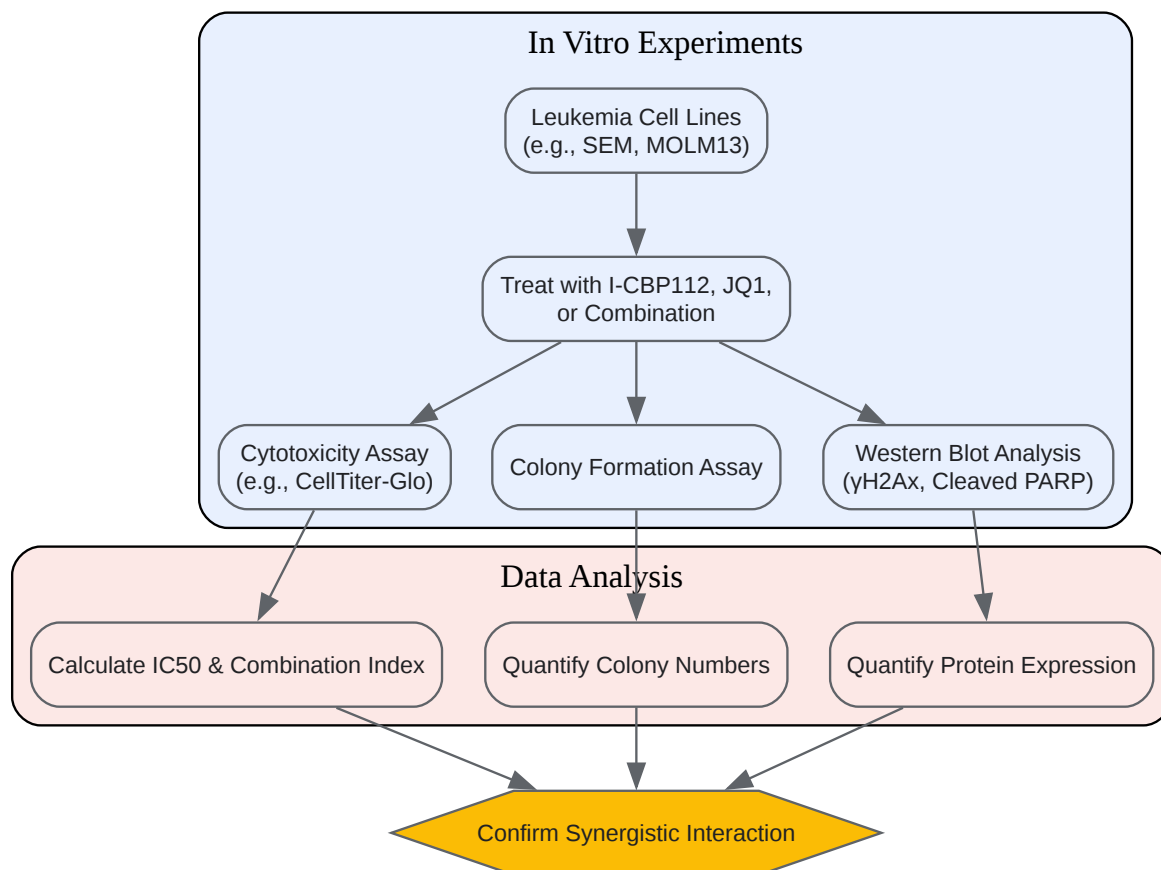 In Vitro Experiments
Leukemia Cell Lines
(e.g., SEM, MOLM13)
Treat with I-CBP112, JQ1,
or Combination
Cytotoxicity Assay
(e.g., CellTiter-Glo)
Colony Formation Assay
Western Blot Analysis
(γH2Ax, Cleaved PARP)
Data Analysis
Calculate IC50 & Combination Index
Quantify Colony Numbers
Quantify Protein Expression
Confirm Synergistic Interaction